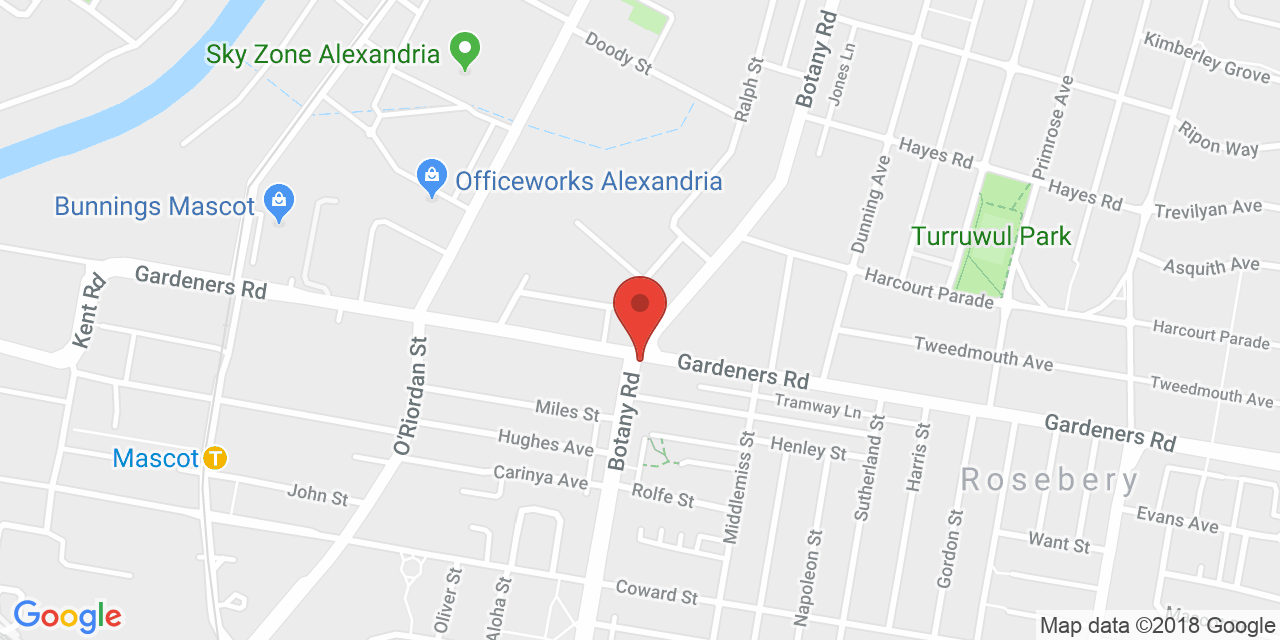 Kimberley Grove
Botany Rd
Doody St
Sky Zone Alexandria
Jones Ln
Ralph St
Primrose Ave
Ripon Way
Hayes Rd
Officeworks Alexandria
Hayes Rd
Bunnings Mascot
Dunning Ave
Trevilyan Ave
Turruwul Park
Asquith Ave
Gardeners Rd
Harcourt Parade
Kent Rd
Harcourt Parade
Tweedmouth Ave
O'Riordan St
Gardeners Rd
Tweedmouth Ave
Tramway Ln
Miles St
Botany Rd
Gardeners Rd
Hughes Ave
Henley St
Mascot
T
Sutherland St
Harris St
Carinya Ave
Rosebery
John St
Rolfe St
Middlemiss St
Evans Ave
Want St
Gordon St
Napoleon St
Coward St
Oliver St
Aloha St
Google
Map data ©2018 Google